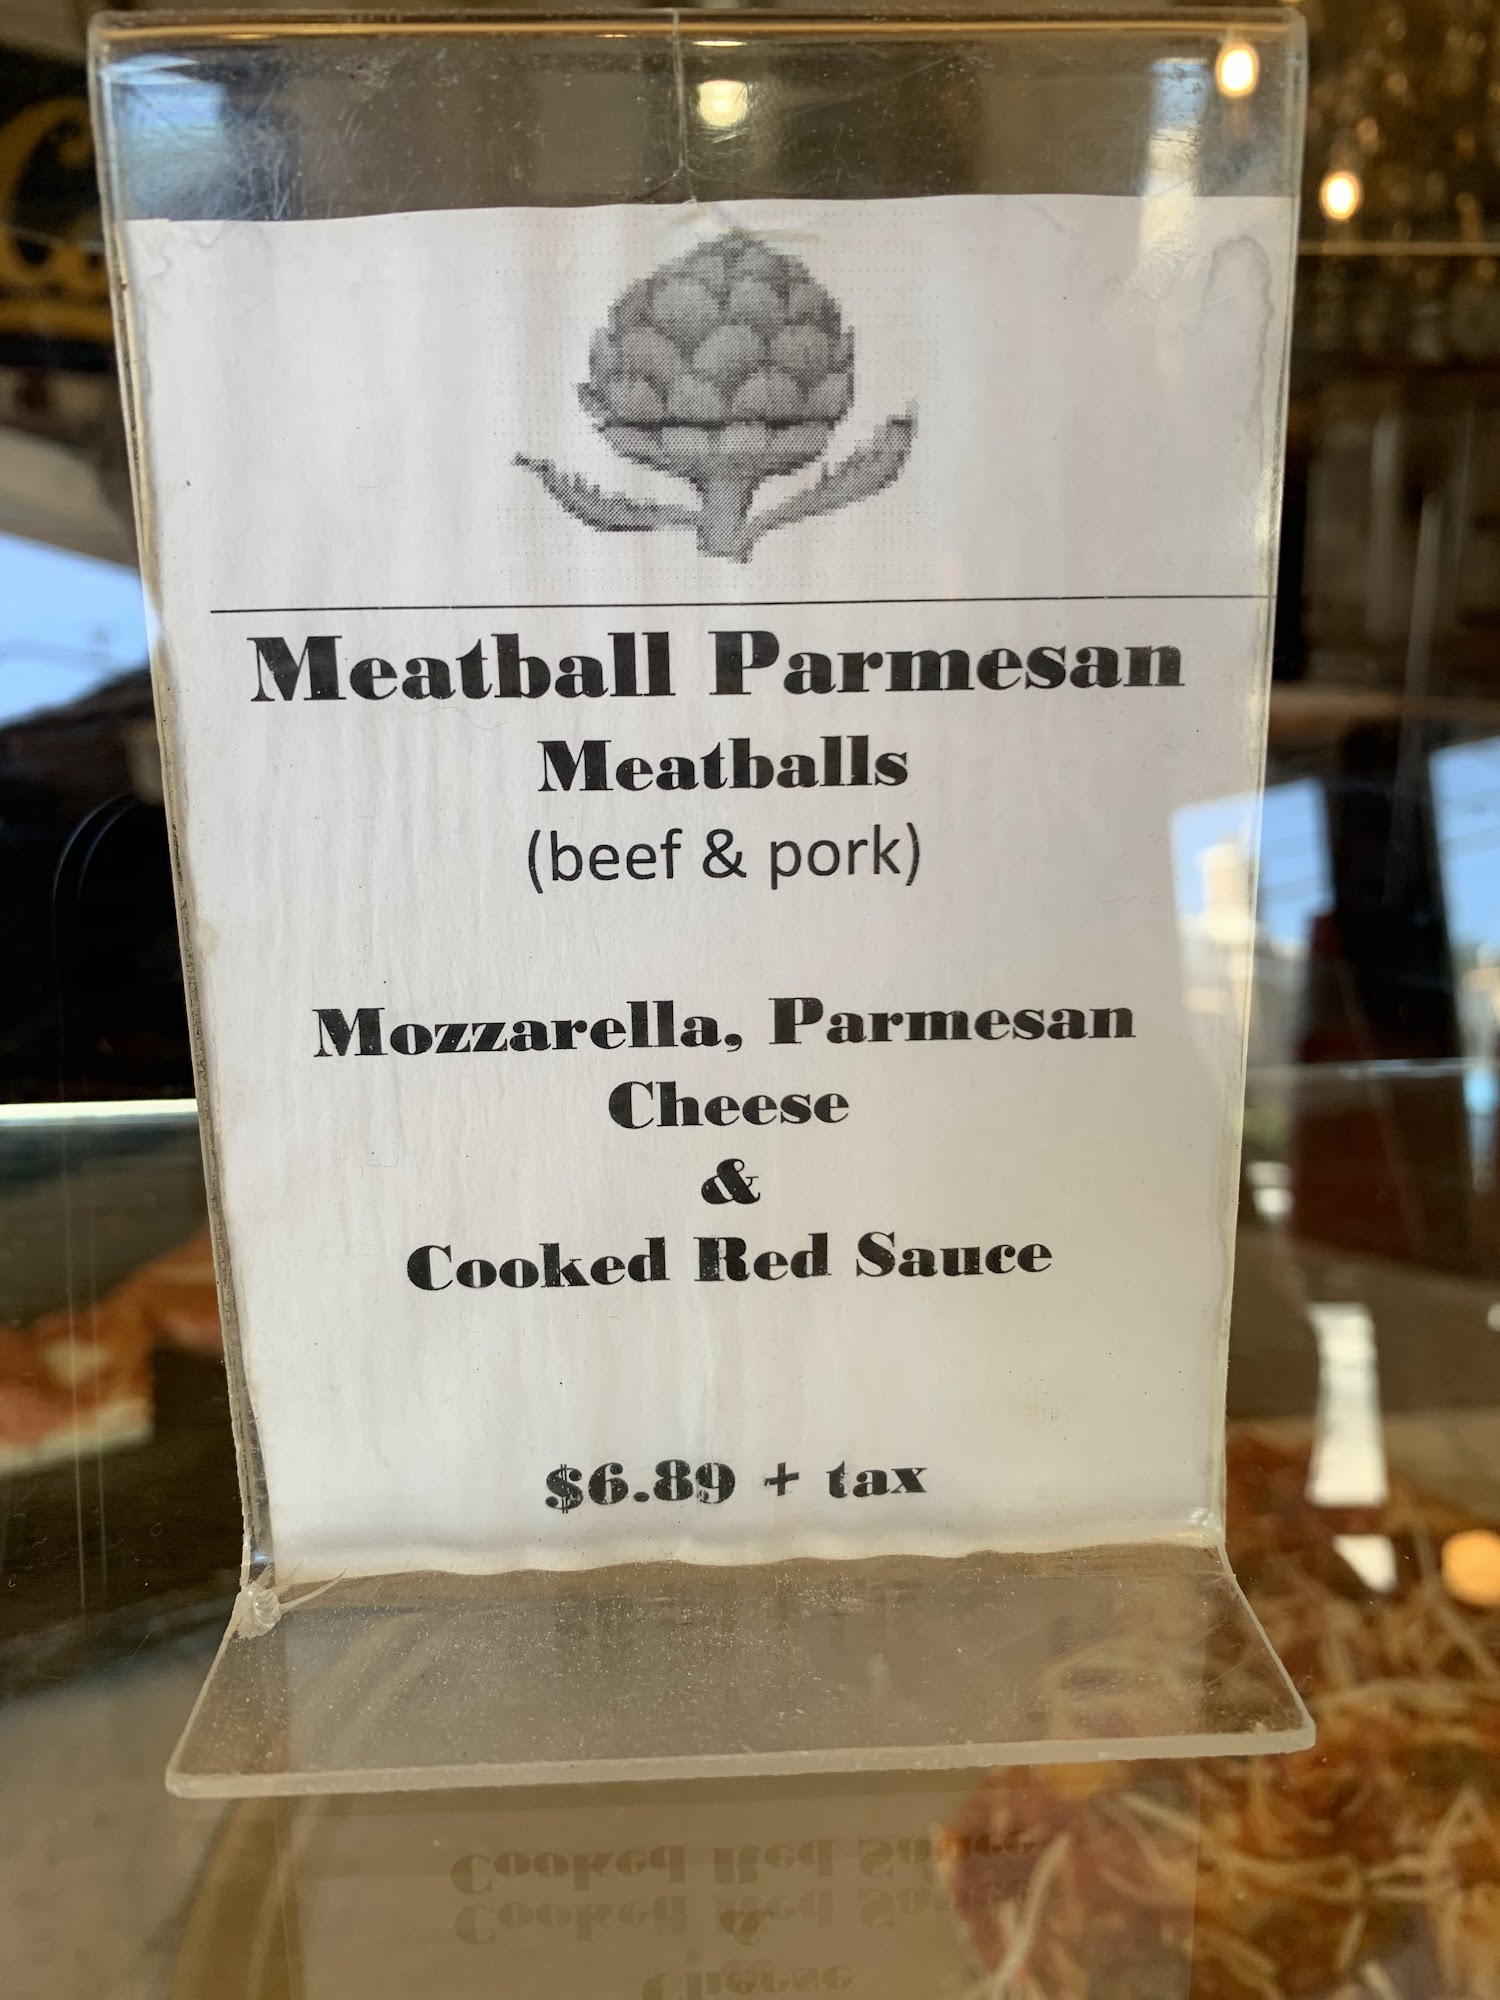 Meatball Parmesan
Meatballs
(beef & pork)
Mozzarella, Parmesan
Cheese
&
Cooked Red Sauce
$6.89 + tax